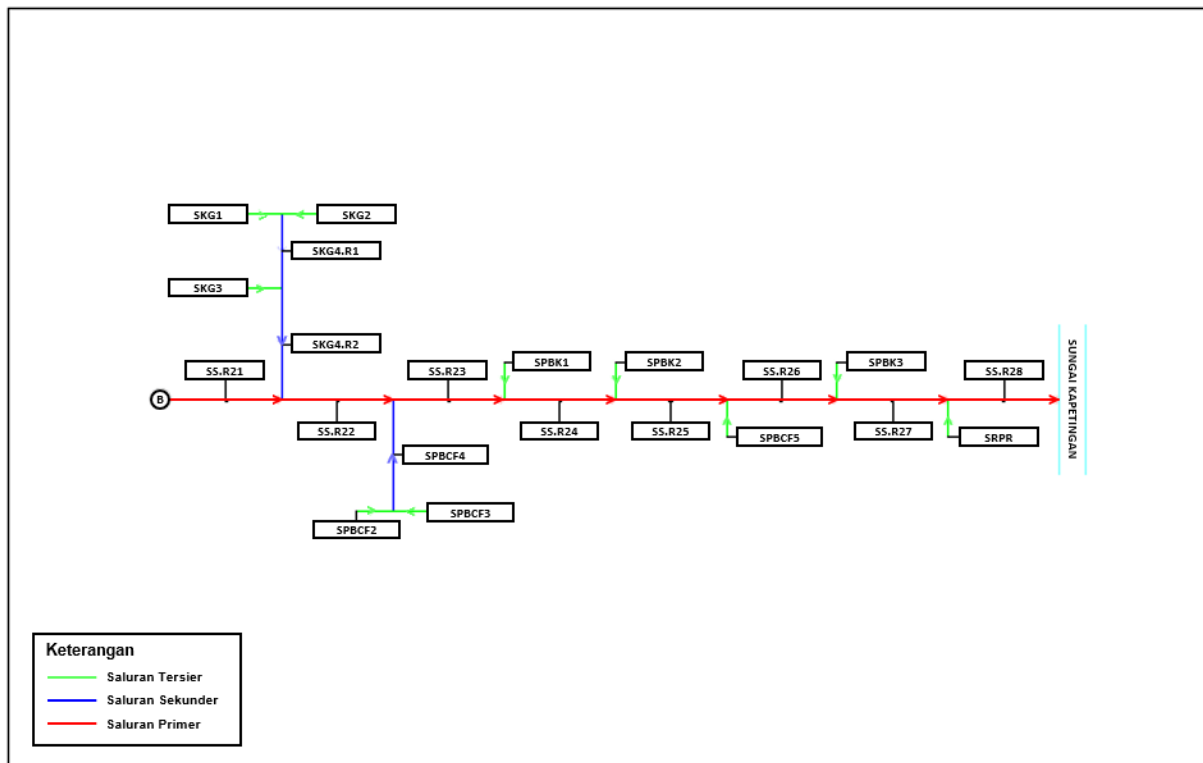 SKG1
SKG2
SKG4.R1
SKG3
SKG4.R2
SS.R21
SS.R23
SPBK1
SPBK2
SS.R26
SPBK3
SS.R28
B
SS.R22
SS.R24
SS.R25
SPBCF5
SS.R27
SRPR
SUNGAI KAPETINGAN
SPBCF4
SPBCF2
SPBCF3
Keterangan
Saluran Tersier
Saluran Sekunder
Saluran Primer